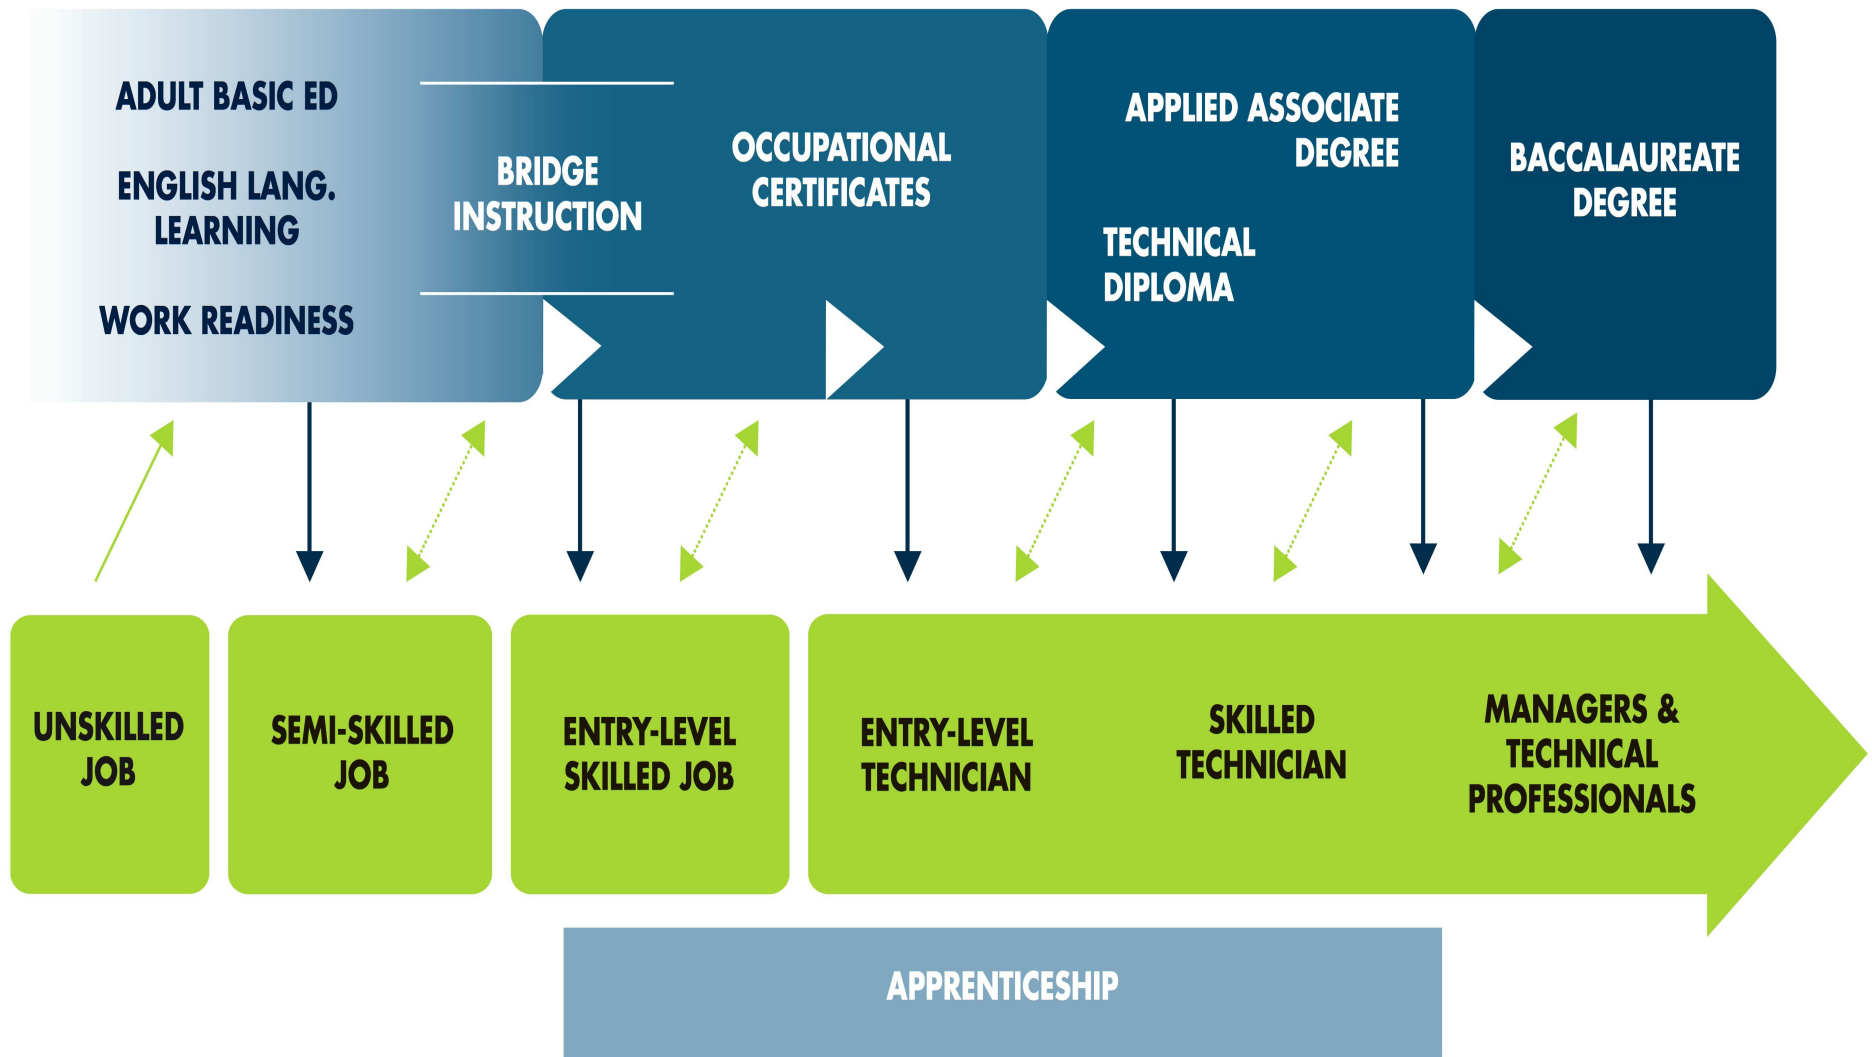 ADULT BASIC ED
ENGLISH LANG.
LEARNING
WORK READINESS
BRIDGE
INSTRUCTION
OCCUPATIONAL
CERTIFICATES
APPLIED ASSOCIATE
DEGREE
TECHNICAL
DIPLOMA
BACCALAUREATE
DEGREE
UNSKILLED
JOB
SEMI-SKILLED
JOB
ENTRY-LEVEL
SKILLED JOB
ENTRY-LEVEL
TECHNICIAN
SKILLED
TECHNICIAN
MANAGERS &
TECHNICAL
PROFESSIONALS
APPRENTICESHIP